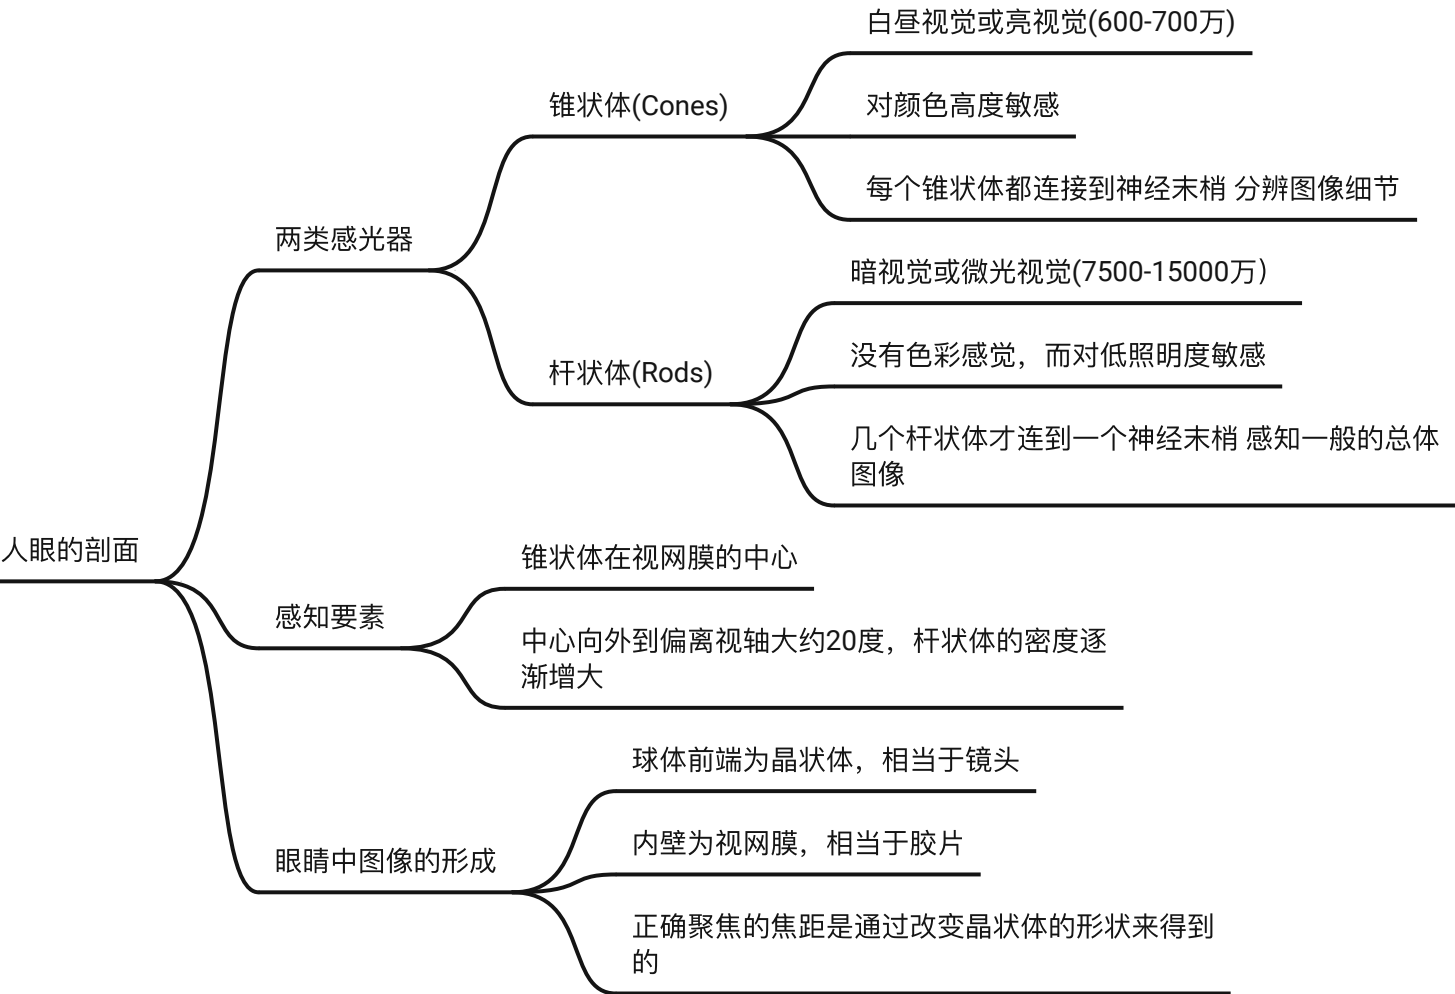 人眼的剖面
两类感光器
锥状体(Cones)
白昼视觉或亮视觉(600-700万)
对颜色高度敏感
每个锥状体都连接到神经末梢 分辨图像细节
杆状体(Rods)
暗视觉或微光视觉(7500-15000万）
没有色彩感觉，而对低照明度敏感
几个杆状体才连到一个神经末梢 感知一般的总体
图像
感知要素
锥状体在视网膜的中心
中心向外到偏离视轴大约20度，杆状体的密度逐
渐增大
眼睛中图像的形成
球体前端为晶状体，相当于镜头
内壁为视网膜，相当于胶片
正确聚焦的焦距是通过改变晶状体的形状来得到
的